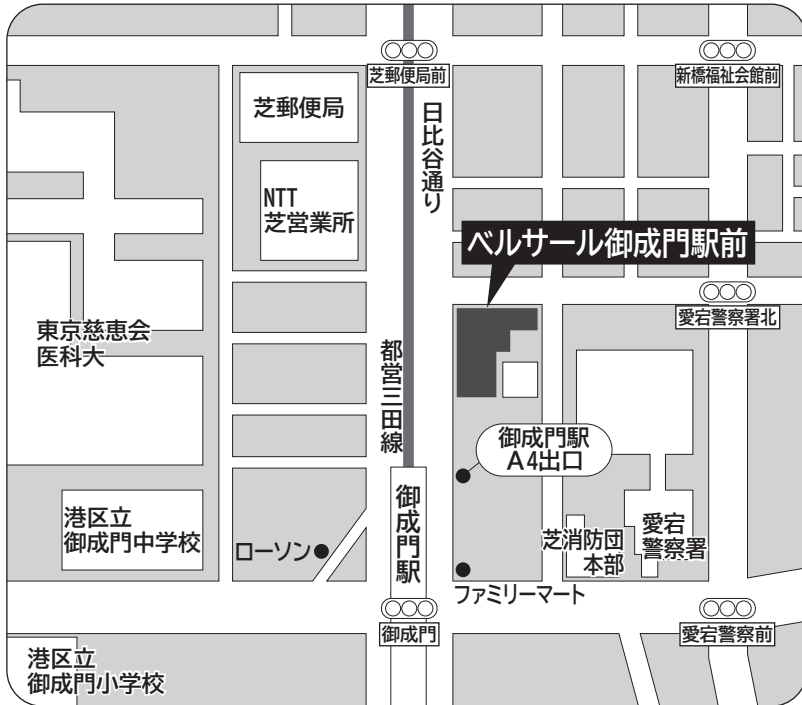 芝郵便局前
新橋福祉会館前
芝郵便局
日比谷通り
NTT
芝営業所
ベルサール御成門駅前
愛宕警察署北
東京慈恵会
医科大
都営三田線
御成門駅
A4出口
港区立
御成門中学校
ローソン
御成門駅
芝消防団
本部
愛宕
警察署
ファミリーマート
御成門
愛宕警察前
港区立
御成門小学校